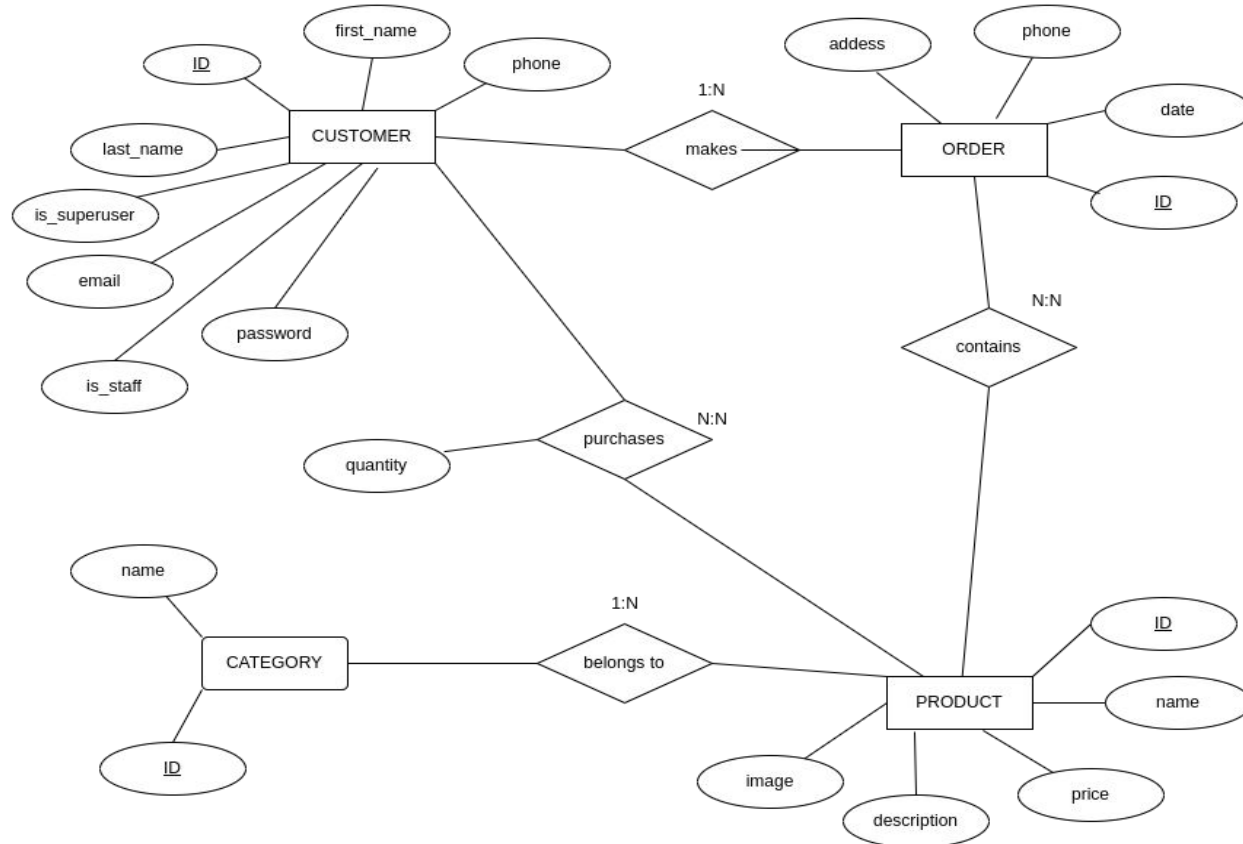 first_name
phone
ID
addess
phone
phone
1:N
date
CUSTOMER
last_name
makes
ORDER
ID
is_superuser
email
N:N
password
contains
is_staff
N:N
purchases
quantity
name
1:N
ID
CATEGORY
belongs to
PRODUCT
name
ID
image
price
description